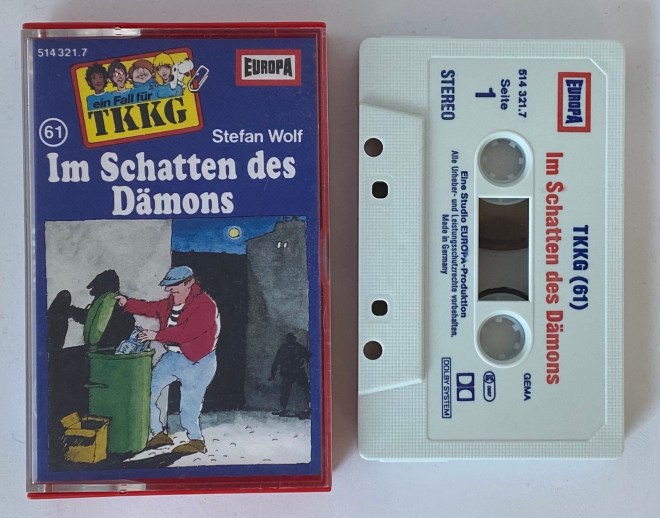 514 321.7
EUROPA
ein Fall für
TKKG
61
Stefan Wolf
Im Schatten des
Dämons
EUROPA
514 321.7
Seite
1
STEREO
TKKG (61)
Im Schatten des Dämons
Eine Studio EUROPA-Produktion
Alle Urheber- und Leistungsschutzrechte vorbehalten.
Made in Germany
GEMA
DOLBY SYSTEM